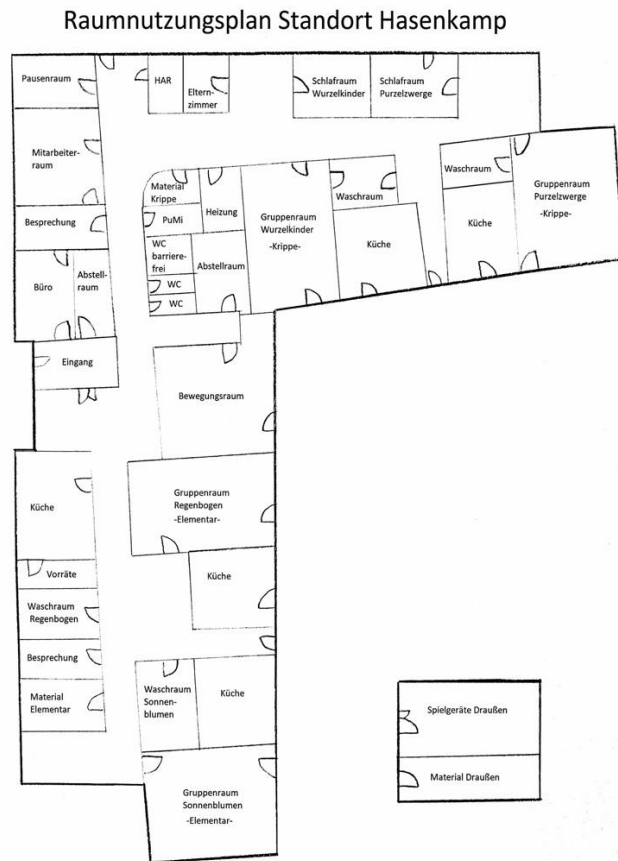 Raumnutzungsplan Standort Hasenkamp
Pausenraum
HAR
Eltern-
zimmer
Schlafraum
Wurzelkinder
Schlafraum
Purzelzwerge
Mitarbeiter-
raum
Besprechung
Büro
Abstell-
raum
Material
Krippe
PuMi
Heizung
WC
barriere-
frei
WC
WC
Abstellraum
Gruppenraum
Wurzelkinder
-Krippe-
Waschraum
Küche
Waschraum
Küche
Gruppenraum
Purzelzwerge
-Krippe-
Eingang
Bewegungsraum
Gruppenraum
Regenbogen
-Elementar-
Küche
Küche
Vorräte
Waschraum
Regenbogen
Besprechung
Material
Elementar
Waschraum
Sonnen-
blumen
Küche
Gruppenraum
Sonnenblumen
-Elementar-
Spielgeräte Draußen
Material Draußen